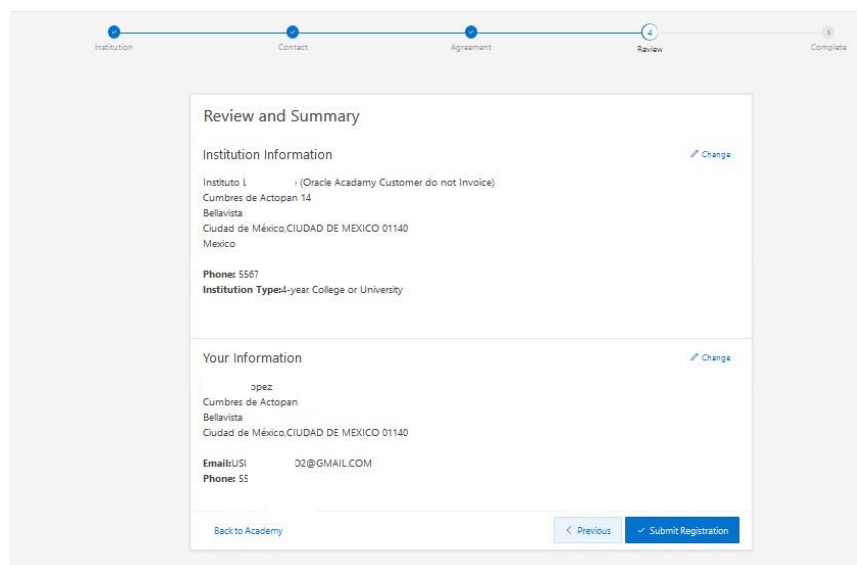 Institution
Contact
Agreement
4
Review
5
Complete
Review and Summary
Institution Information
Change
Instituto (Oracle Acadamy Customer do not Invoice)
Cumbres de Actopan 14
Bellavista
Ciudad de México,CIUDAD DE MEXICO 01140
Mexico
Phone: 5567
Institution Type:4-year College or University
Your Information
Change
opez
Cumbres de Actopan
Bellavista
Ciudad de México,CIUDAD DE MEXICO 01140
Email:US D2@GMAIL.COM
Phone: 55
Back to Academy
< Previous
Submit Registration